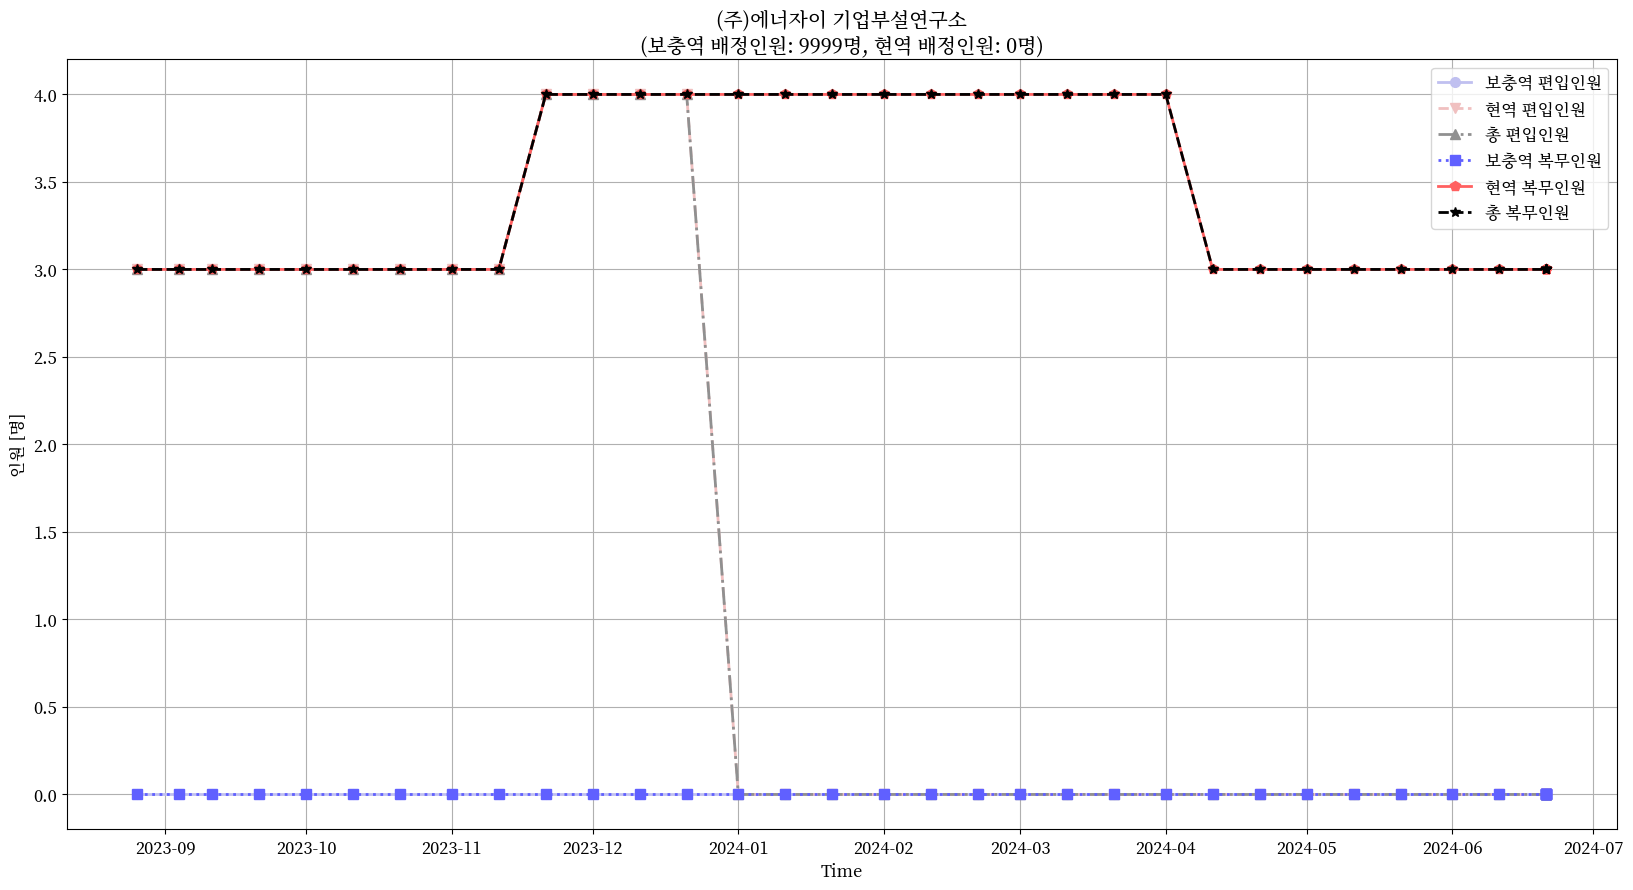 (주)에너자이 기업부설연구소
(보충역 배정인원: 9999명, 현역 배정인원: 0명)
보충역 편입인원
현역 편입인원
총 편입인원
보충역 복무인원
현역 복무인원
총 복무인원
4.0
3.5
3.0
2.5
2.0
1.5
1.0
0.5
0.0
인원 [명]
2023-09 2023-10 2023-11 2023-12 2024-01 2024-02 2024-03 2024-04 2024-05 2024-06 2024-07
Time